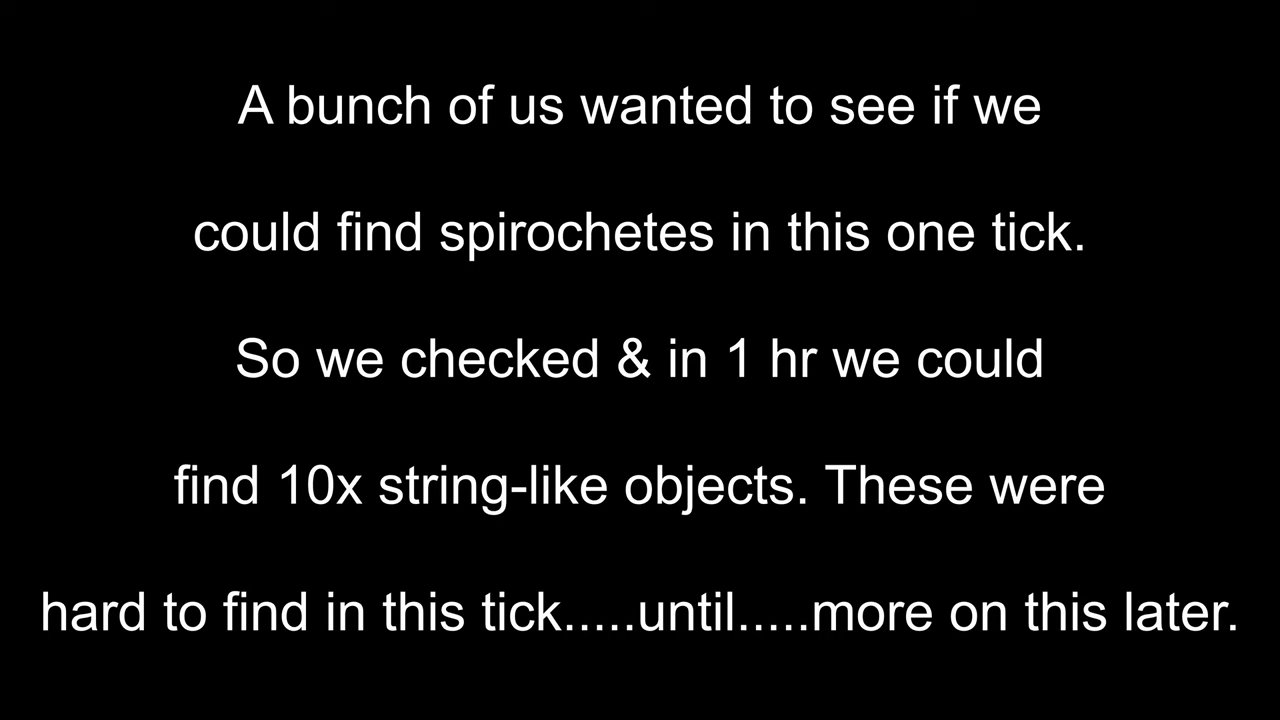 A bunch of us wanted to see if we
could find spirochetes in this one tick.
So we checked & in 1 hr we could
find 10x string-like objects. These were
hard to find in this tick.....until.....more on this later.